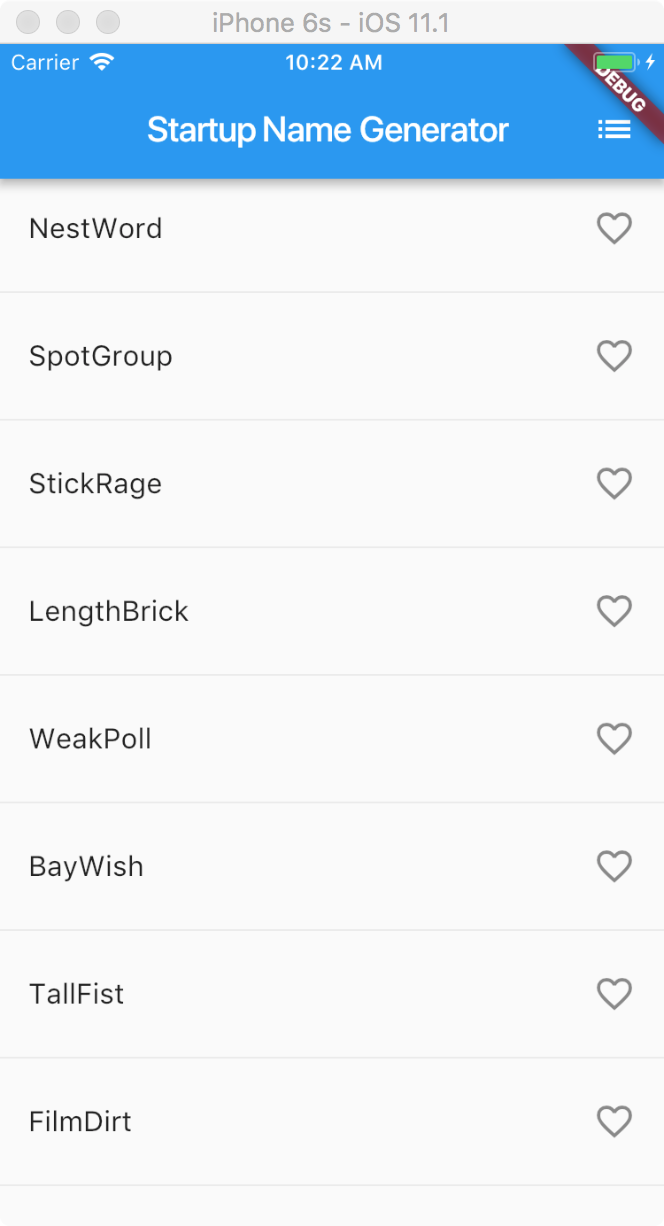 iPhone 6s - iOS 11.1
Carrier 10:22 AM
DEBUG
Startup Name Generator
NestWord
SpotGroup
StickRage
LengthBrick
WeakPoll
BayWish
TallFist
FilmDirt